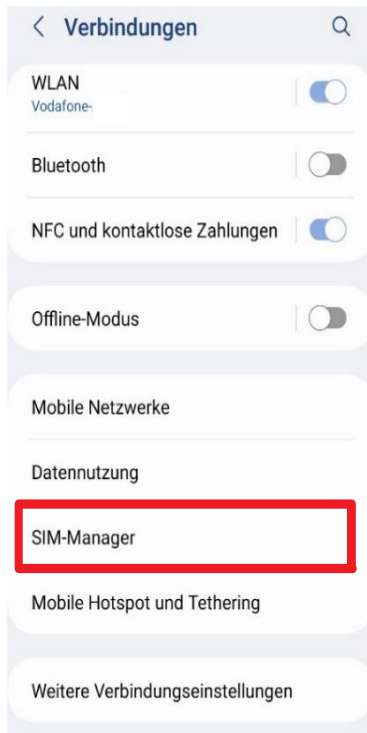 Verbindungen
WLAN
Vodafone-
Bluetooth
NFC und kontaktlose Zahlungen
Offline-Modus
Mobile Netzwerke
Datennutzung
SIM-Manager
Mobile Hotspot und Tethering
Weitere Verbindungseinstellungen